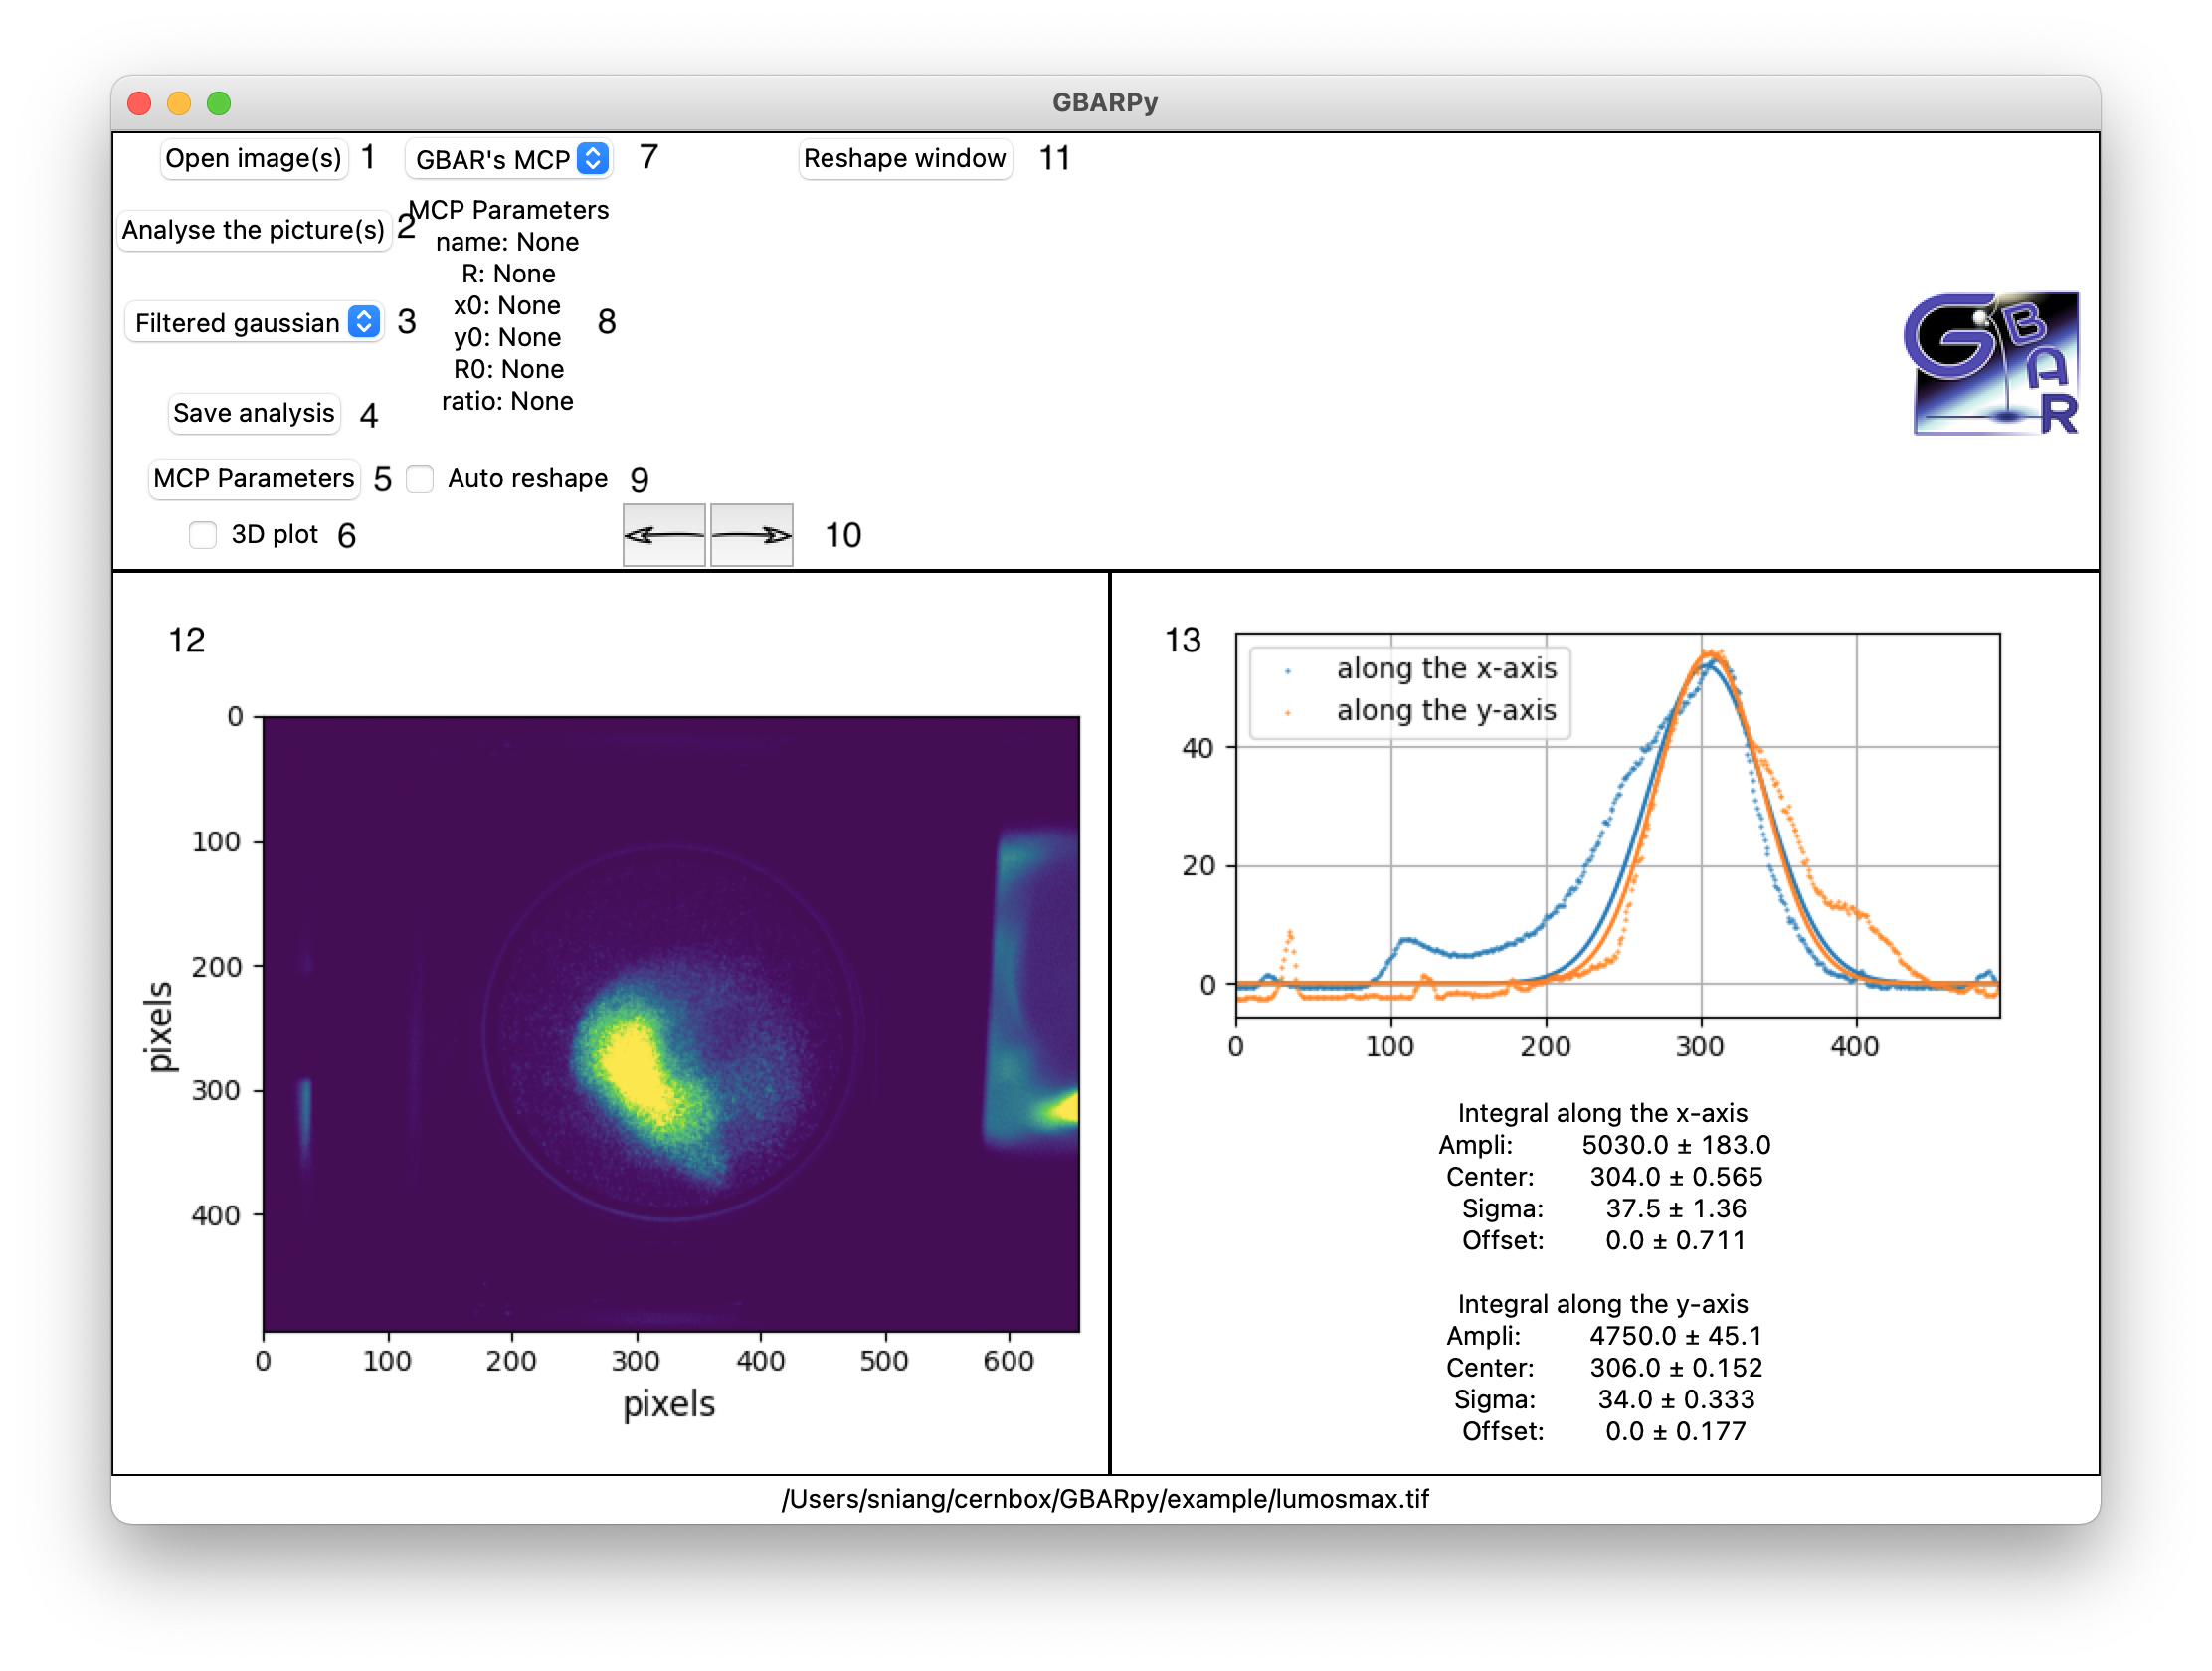 GBARPy
Open image(s) 1 GBAR's MCP 7 Reshape window 11
Analyse the picture(s) 2
MCP Parameters
name: None
R: None
x0: None
y0: None
R0: None
ratio: None
8
Filtered gaussian 3
Save analysis 4
MCP Parameters 5 Auto reshape 9
3D plot 6
10
GBAR
12
0
100
200
300
400
pixels
0 100 200 300 400 500 600
pixels
13
along the x-axis
along the y-axis
40
20
0
0 100 200 300 400
Integral along the x-axis
Ampli: 5030.0 ± 183.0
Center: 304.0 ± 0.565
Sigma: 37.5 ± 1.36
Offset: 0.0 ± 0.711
Integral along the y-axis
Ampli: 4750.0 ± 45.1
Center: 306.0 ± 0.152
Sigma: 34.0 ± 0.333
Offset: 0.0 ± 0.177
/Users/sniang/cernbox/GBARpy/example/lumosmax.tif